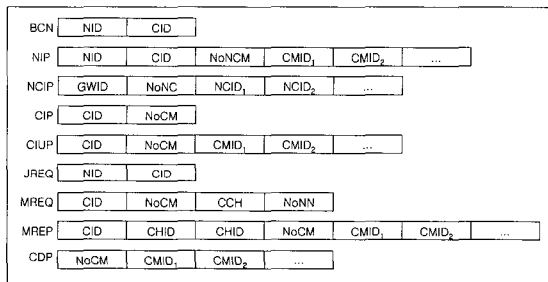 BCN NID CID
NIP NID CID NoNCM CMID₁ CMID₂ ...
NCIP GWID NoNC NCID₁ NCID₂ ...
CIP CID NoCM
CIUP CID NoCM CMID₁ CMID₂ ...
JREQ NID CID
MREQ CID NoCM CCH NoNN
MREP CID CHID CHID NoCM CMID₁ CMID₂ ...
CDP NoCM CMID₁ CMID₂ ...